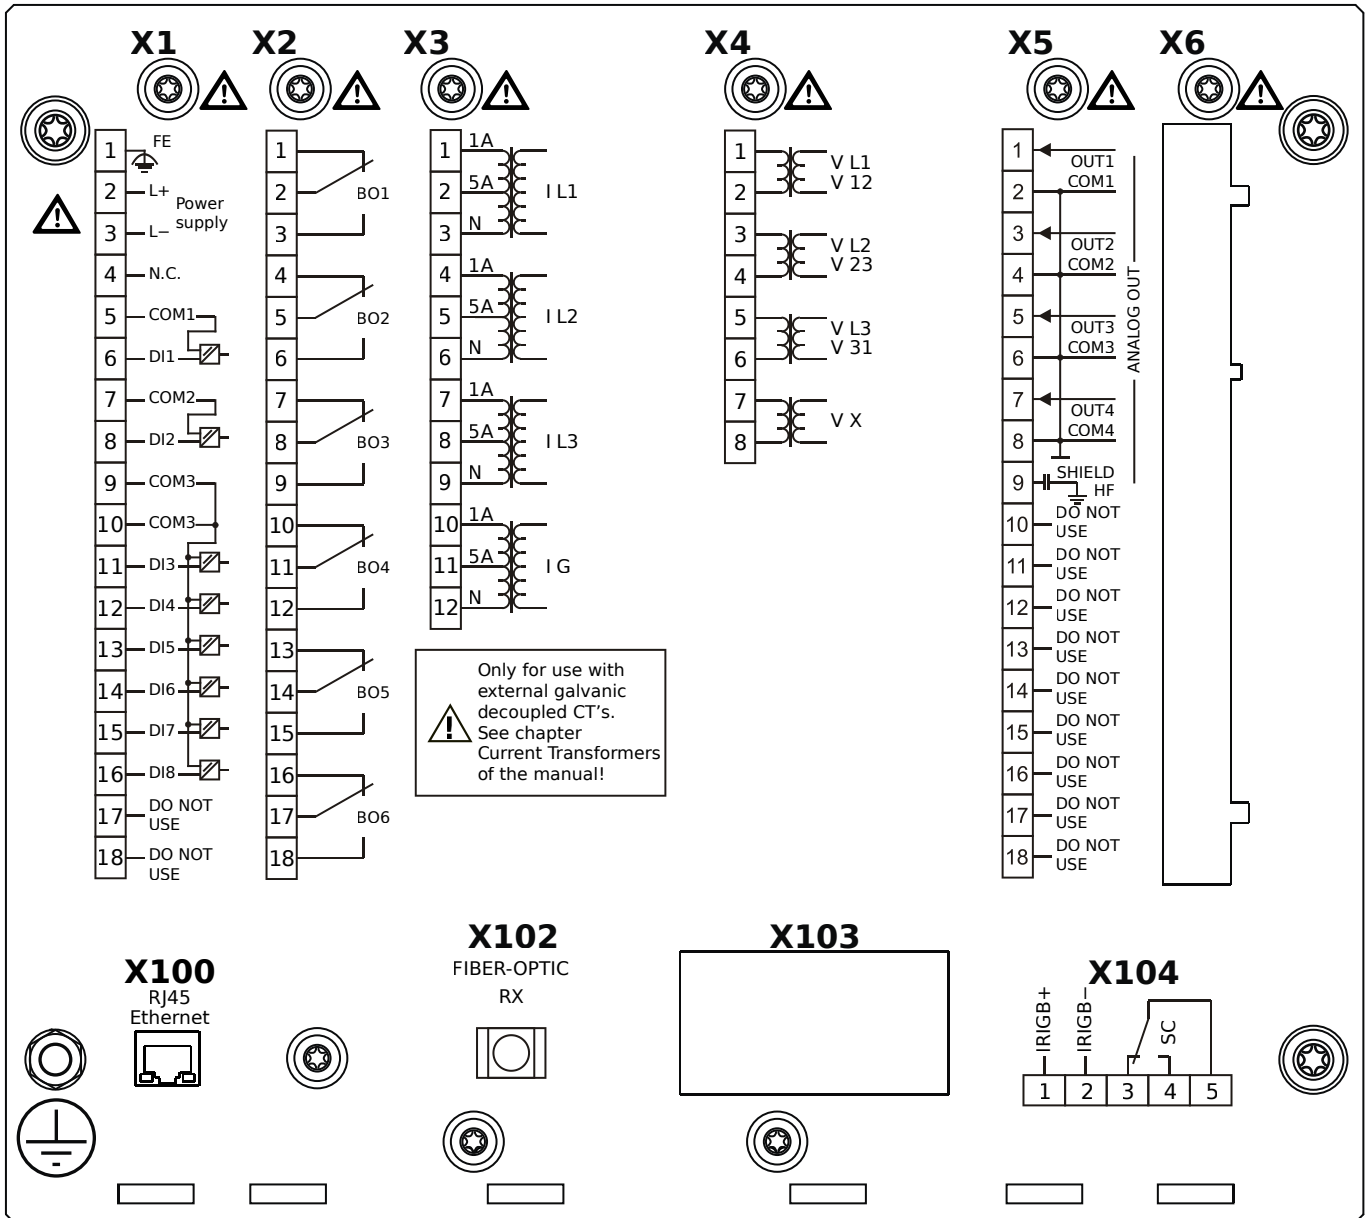 X1
X2
X3
X4
X5
X6
1
FE
2
L+
Power
supply
3
L−
4
N.C.
5
COM1
6
DI1
7
COM2
8
DI2
9
COM3
10
COM3
11
DI3
12
DI4
13
DI5
14
DI6
15
DI7
16
DI8
17
DO NOT
USE
18
DO NOT
USE
1
2
BO1
3
4
5
BO2
6
7
8
BO3
9
10
11
BO4
12
13
14
BO5
15
16
17
BO6
18
1
1A
2
5A
I L1
3
N
4
1A
5
5A
I L2
6
N
7
1A
8
5A
I L3
9
N
10
1A
11
5A
I G
12
N
Only for use with
external galvanic
decoupled CT's.
See chapter
Current Transformers
of the manual!
1
V L1
2
V 12
3
V L2
4
V 23
5
V L3
6
V 31
7
V X
8
1
OUT1
2
COM1
3
OUT2
4
COM2
5
OUT3
6
COM3
7
OUT4
8
COM4
ANALOG OUT
9
SHIELD
HF
10
DO NOT
USE
11
DO NOT
USE
12
DO NOT
USE
13
DO NOT
USE
14
DO NOT
USE
15
DO NOT
USE
16
DO NOT
USE
17
DO NOT
USE
18
DO NOT
USE
X100
RJ45
Ethernet
X102
FIBER-OPTIC
RX
X103
X104
IRIGB+
IRIGB−
SC
1
2
3
4
5